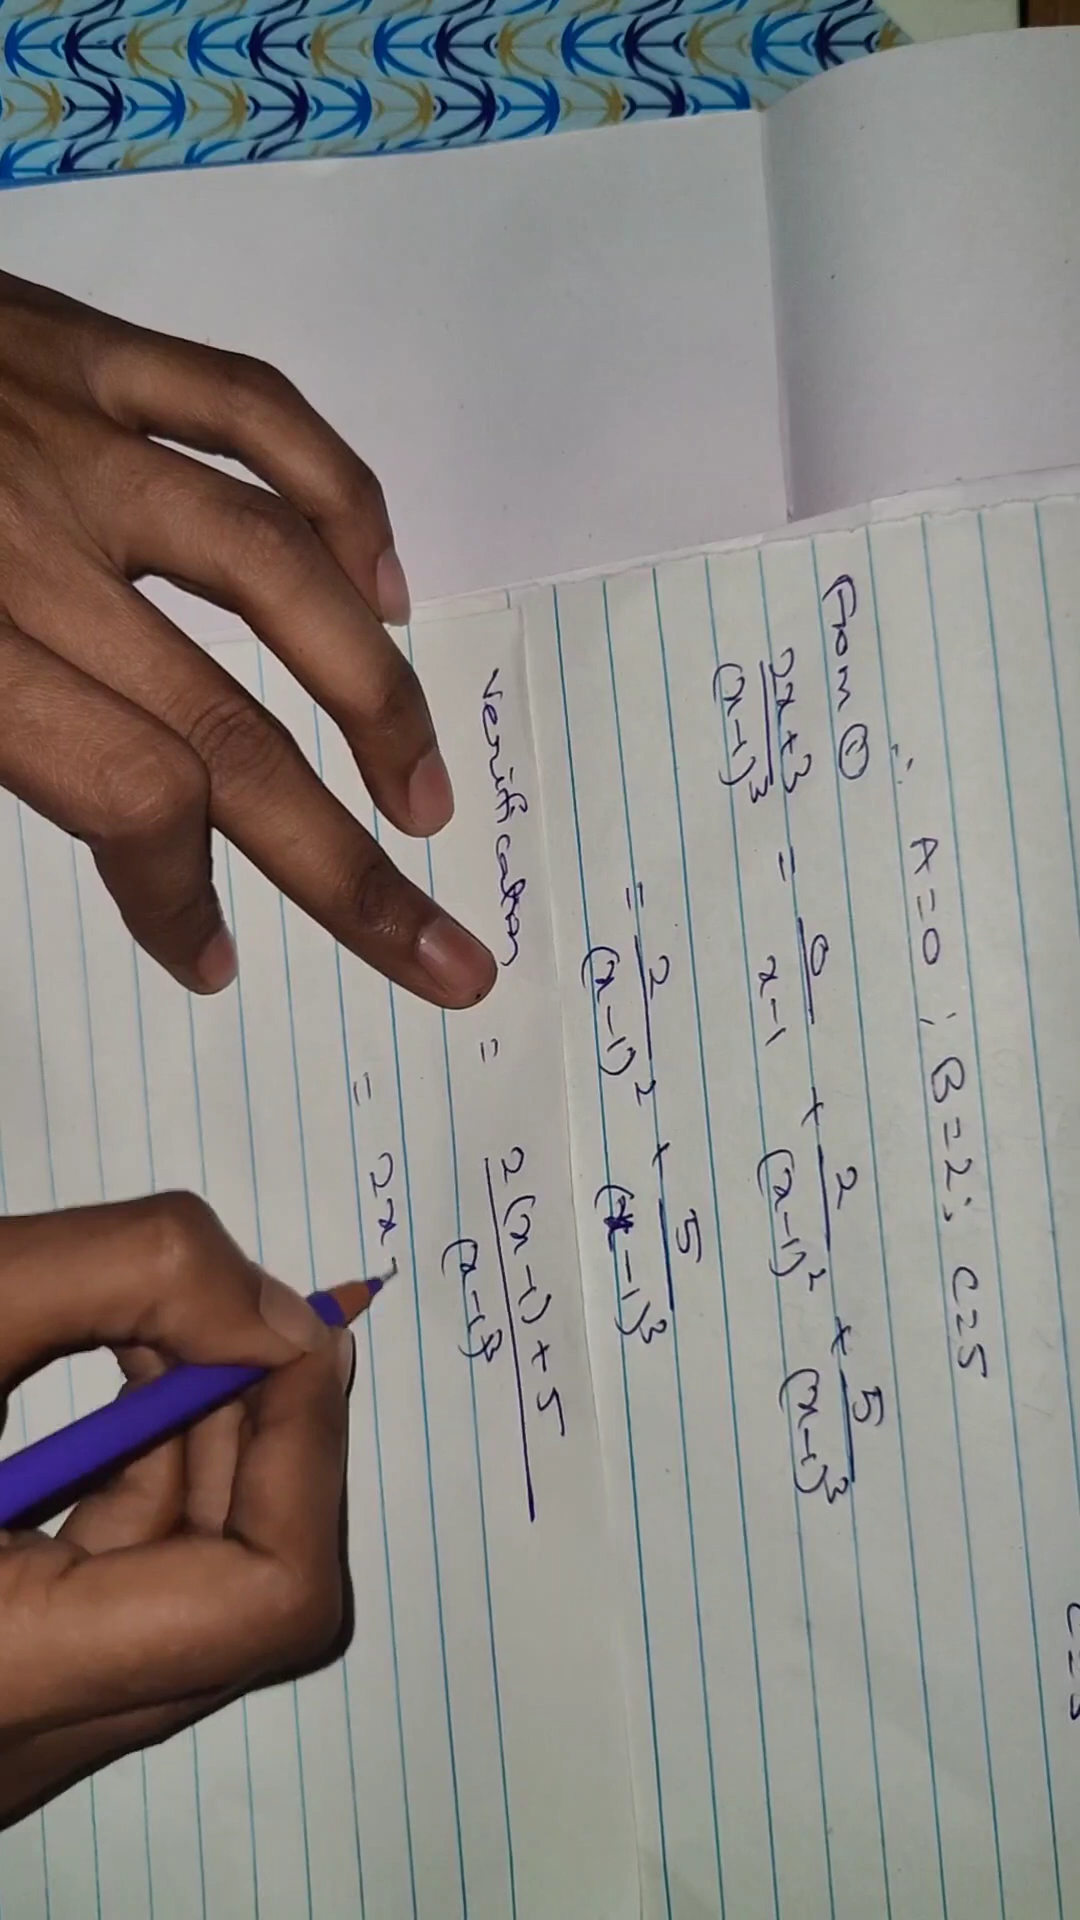 ∴ A=0 ; B=2; C=5
From ①
2x+3/(x-1)³ = 0/x-1 + 2/(x-1)² + 5/(x-1)³
= 2/(x-1)² + 5/(x-1)³
verification = 2(x-1)+5/(x-1)³
= 2x-